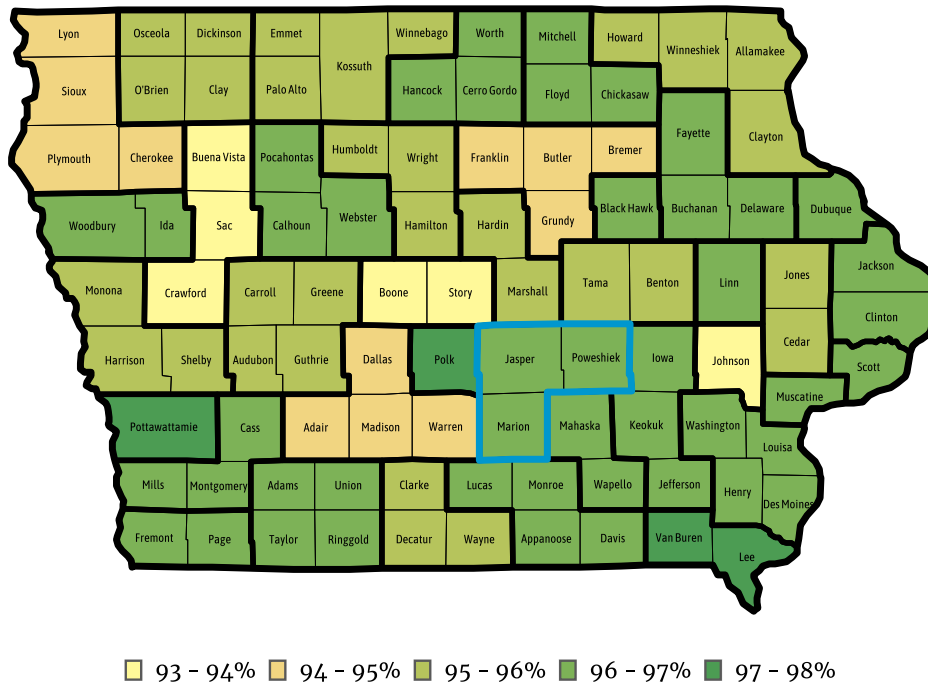 Lyon Osceola Dickinson Emmet Winnebago Worth Mitchell Howard Winneshiek Allamakee
Kossuth
Sioux O'Brien Clay Palo Alto Hancock Cerro Gordo Floyd Chickasaw
Fayette Clayton
Plymouth Cherokee Buena Vista Pocahontas Humboldt Wright Franklin Butler Bremer
Woodbury Ida Sac Calhoun Webster Hamilton Hardin Grundy Black Hawk Buchanan Delaware Dubuque
Jackson
Monona Crawford Carroll Greene Boone Story Marshall Tama Benton Linn Jones
Clinton
Harrison Shelby Audubon Guthrie Dallas Polk Jasper Poweshiek Iowa Johnson Cedar
Scott
Muscatine
Pottawattamie Cass Adair Madison Warren Marion Mahaska Keokuk Washington
Louisa
Mills Montgomery Adams Union Clarke Lucas Monroe Wapello Jefferson Henry
Des Moines
Fremont Page Taylor Ringgold Decatur Wayne Appanoose Davis Van Buren
Lee
93 - 94% 94 - 95% 95 - 96% 96 - 97% 97 - 98%